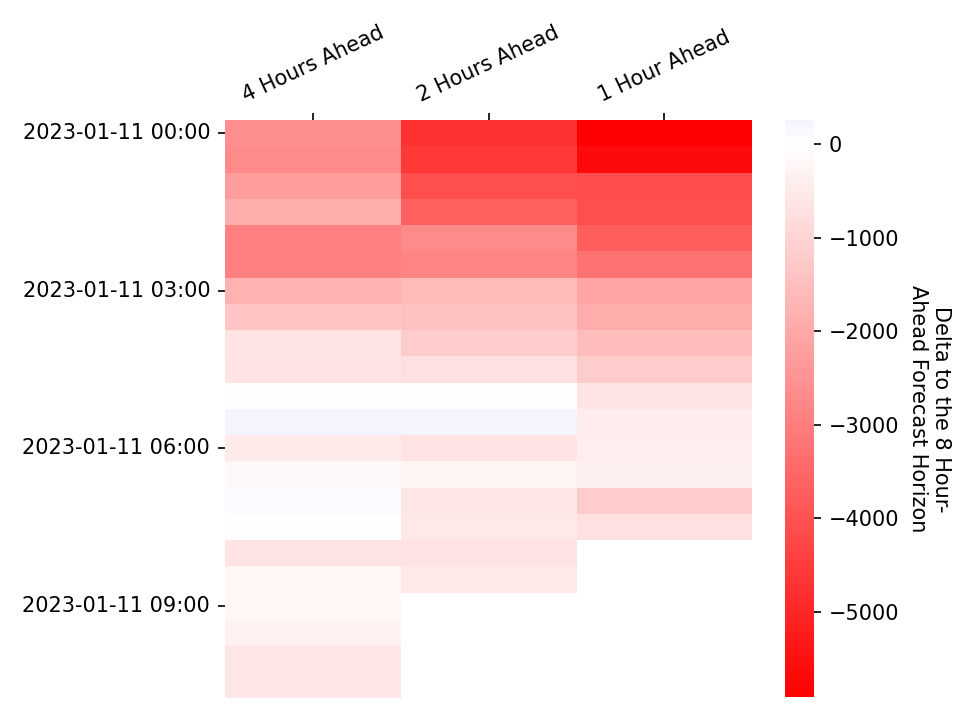 4 Hours Ahead
2 Hours Ahead
1 Hour Ahead
2023-01-11 00:00
2023-01-11 03:00
2023-01-11 06:00
2023-01-11 09:00
0
−1000
−2000
−3000
−4000
−5000
Delta to the 8 Hour-
Ahead Forecast Horizon